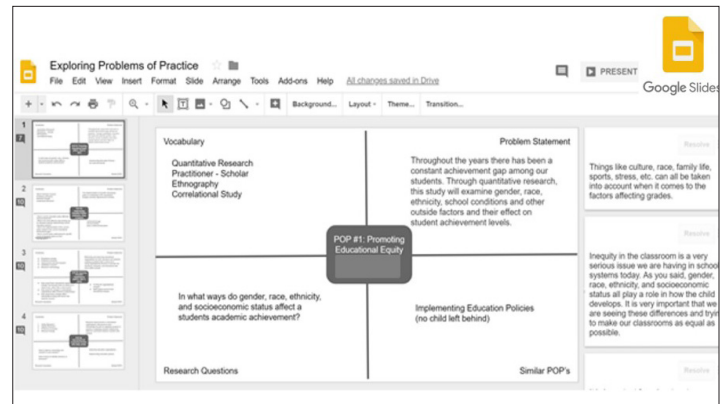 Exploring Problems of Practice
File Edit View Insert Format Slide Arrange Tools Add-ons Help All changes saved in Drive
PRESENT
Google Slides
Background... Layout Theme... Transition...
1
7
2
10
3
10
4
10
Vocabulary
Quantitative Research
Practitioner - Scholar
Ethnography
Correlational Study
Problem Statement
Throughout the years there has been a
constant achievement gap among our
students. Through quantitative research,
this study will examine gender, race,
ethnicity, school conditions and other
outside factors and their effect on
student achievement levels.
POP #1: Promoting
Educational Equity
In what ways do gender, race, ethnicity,
and socioeconomic status affect a
students academic achievement?
Research Questions
Implementing Education Policies
(no child left behind)
Similar POP's
Resolve
Things like culture, race, family life,
sports, stress, etc. can all be taken
into account when it comes to the
factors affecting grades.
Resolve
Inequity in the classroom is a very
serious issue we are having in school
systems today. As you said, gender,
race, ethnicity, and socioeconomic
status all play a role in how the child
develops. It is very important that we
are seeing these differences and tryin
to make our classrooms as equal as
possible.
Resolve